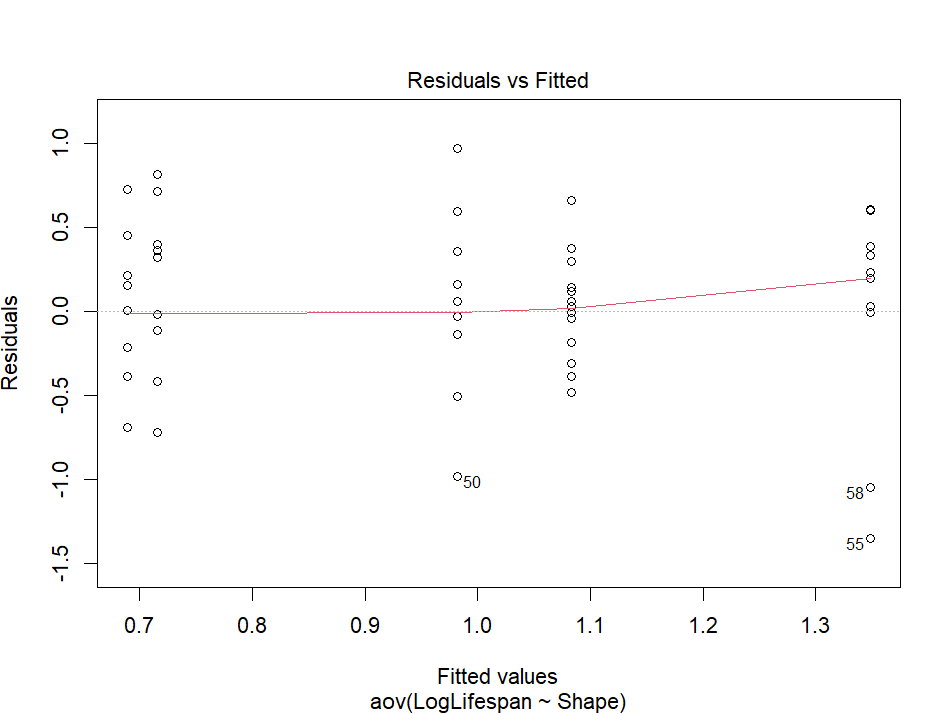 Residuals vs Fitted
Residuals
1.0
0.5
0.0
-0.5
-1.0
-1.5
50
58
55
0.7 0.8 0.9 1.0 1.1 1.2 1.3
Fitted values
aov(LogLifespan ~ Shape)